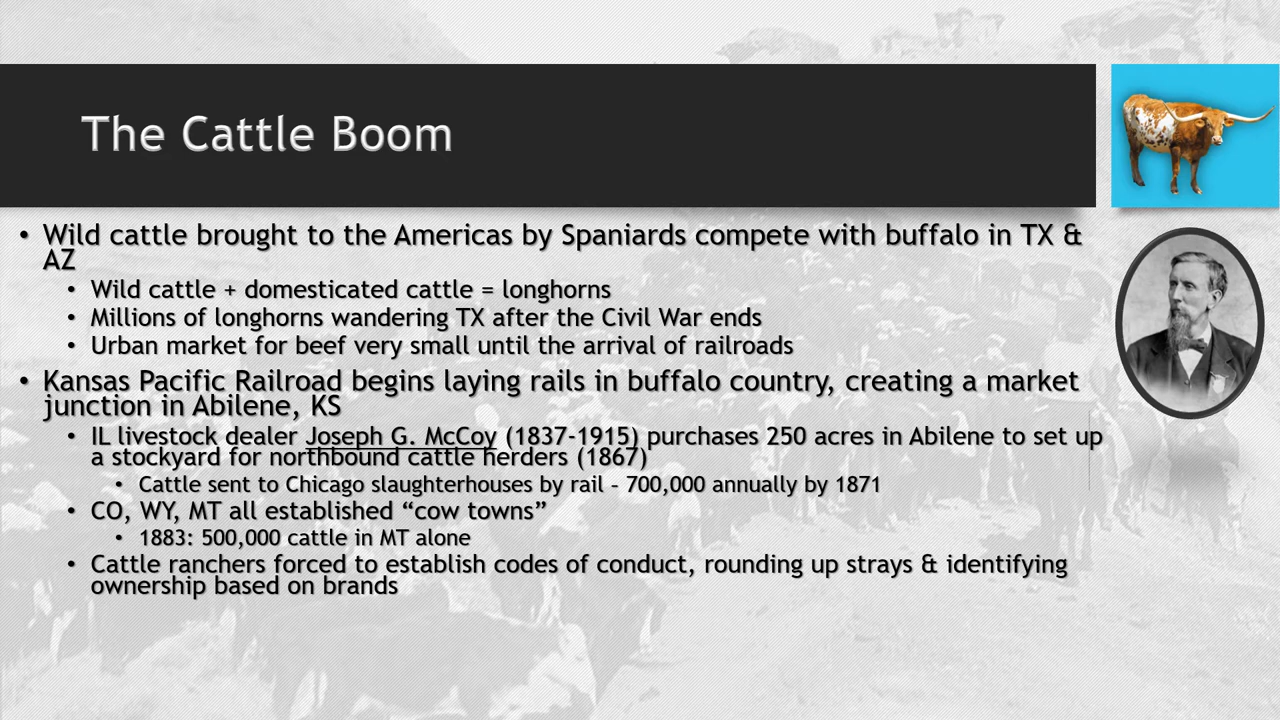 The Cattle Boom
• Wild cattle brought to the Americas by Spaniards compete with buffalo in TX &
AZ
• Wild cattle + domesticated cattle = longhorns
• Millions of longhorns wandering TX after the Civil War ends
• Urban market for beef very small until the arrival of railroads
• Kansas Pacific Railroad begins laying rails in buffalo country, creating a market
junction in Abilene, KS
• IL livestock dealer Joseph G. McCoy (1837-1915) purchases 250 acres in Abilene to set up
a stockyard for northbound cattle herders (1867)
• Cattle sent to Chicago slaughterhouses by rail – 700,000 annually by 1871
• CO, WY, MT all established “cow towns”
• 1883: 500,000 cattle in MT alone
• Cattle ranchers forced to establish codes of conduct, rounding up strays & identifying
ownership based on brands